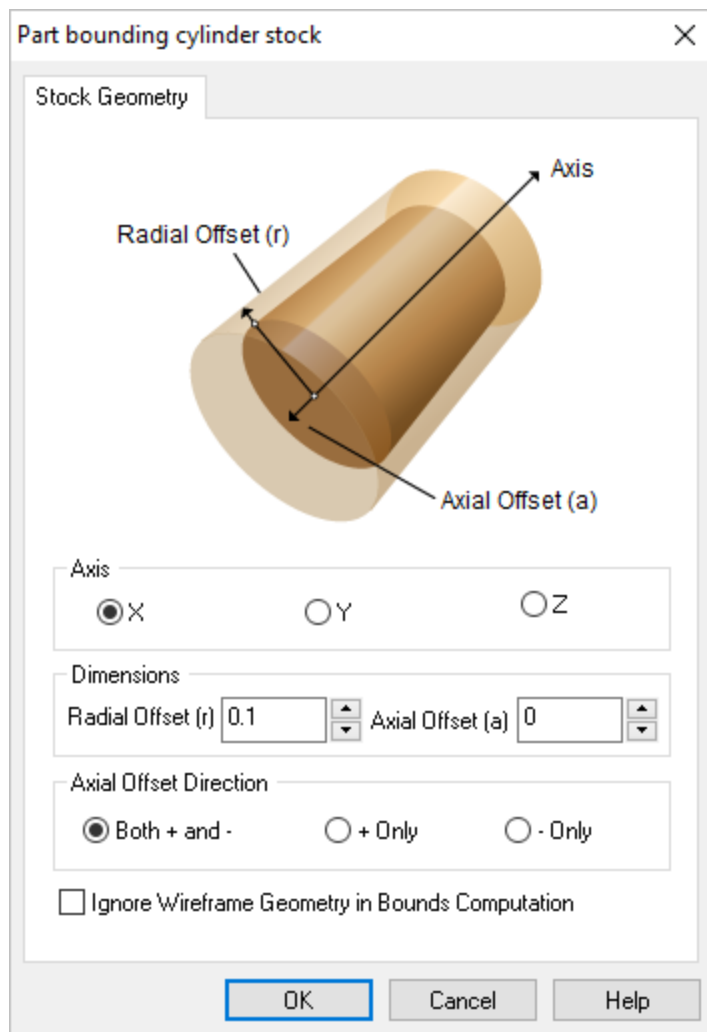 Part bounding cylinder stock
Stock Geometry
Axis
Radial Offset (r)
Axial Offset (a)
Axis
X Y Z
Dimensions
Radial Offset (r) 0.1 Axial Offset (a) 0
Axial Offset Direction
Both + and - + Only - Only
Ignore Wireframe Geometry in Bounds Computation
OK Cancel Help